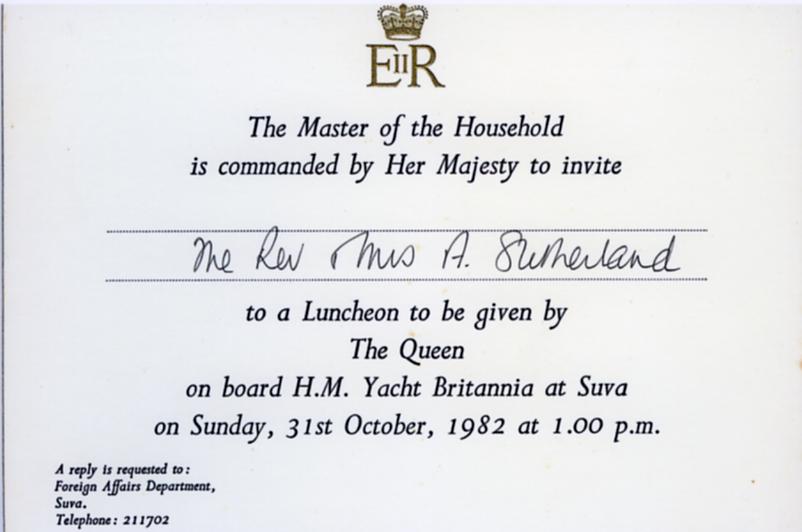 EIIR
The Master of the Household
is commanded by Her Majesty to invite
The Rev & Mrs A. Sutherland
to a Luncheon to be given by
The Queen
on board H.M. Yacht Britannia at Suva
on Sunday, 31st October, 1982 at 1.00 p.m.
A reply is requested to:
Foreign Affairs Department,
Suva.
Telephone: 211702